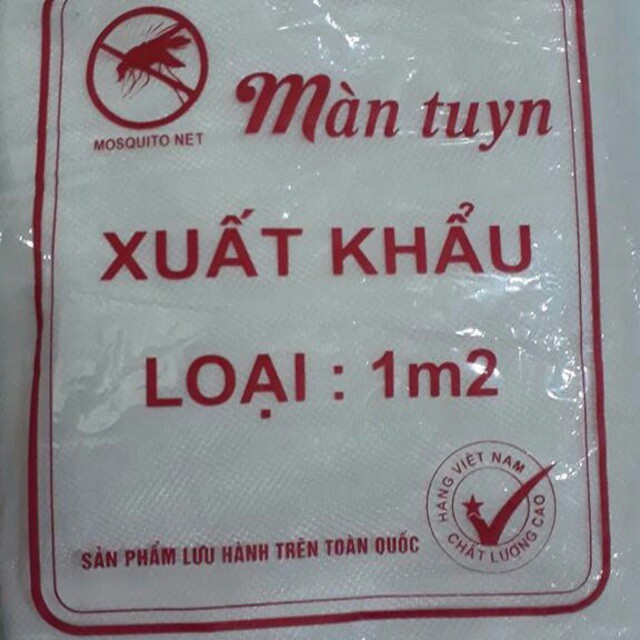 MOSQUITO NET
Màn tuyn
XUẤT KHẨU
LOẠI : 1m2
HÀNG VIỆT NAM
CHẤT LƯỢNG CAO
SẢN PHẨM LƯU HÀNH TRÊN TOÀN QUỐC